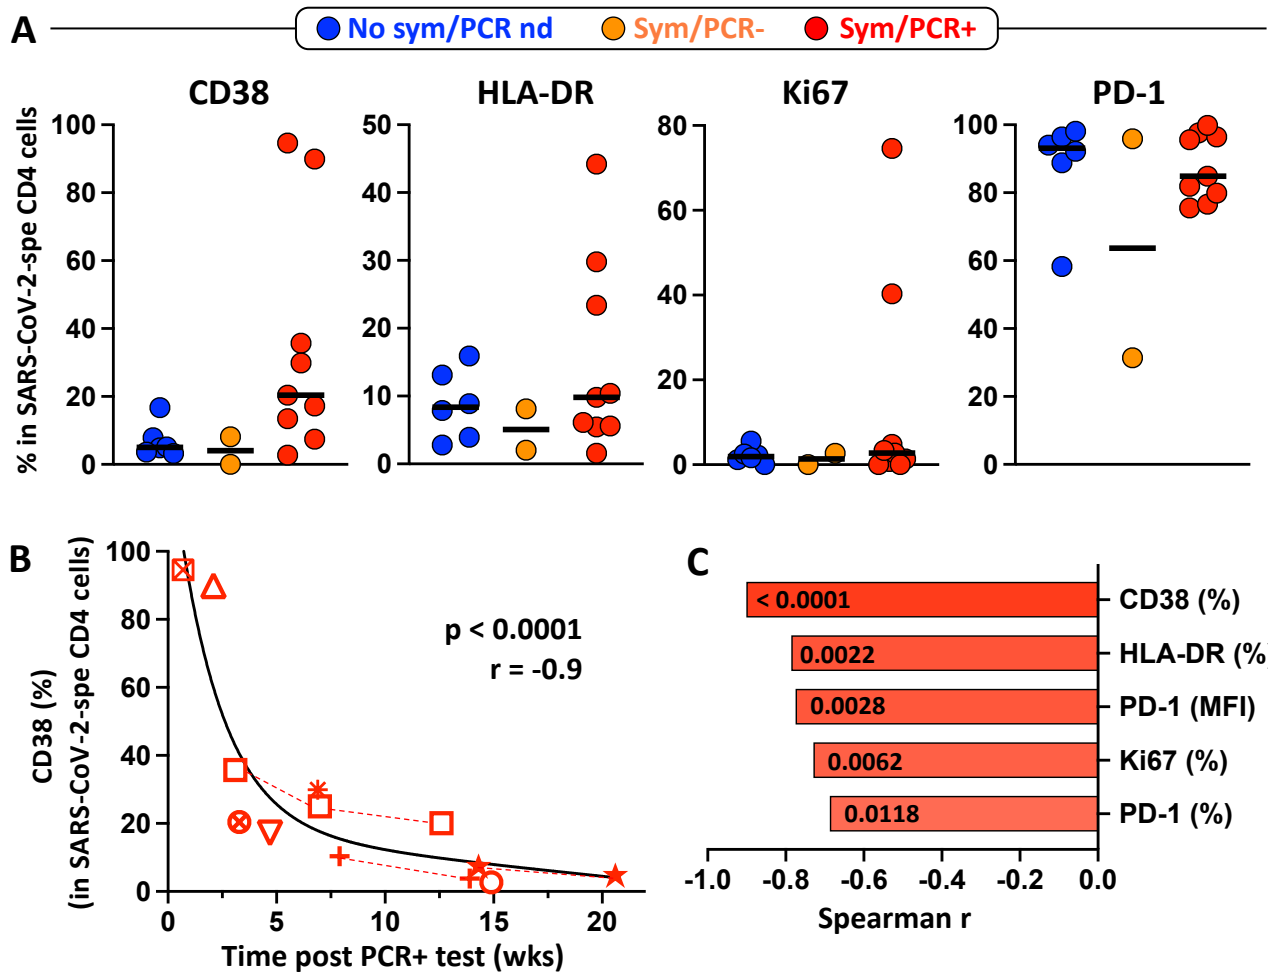 A
No sym/PCR nd
Sym/PCR-
Sym/PCR+
CD38
HLA-DR
Ki67
PD-1
% in SARS-CoV-2-spe CD4 cells
100
80
60
40
20
0
50
40
30
20
10
0
80
60
40
20
0
100
80
60
40
20
0
B
CD38 (%)
(in SARS-CoV-2-spe CD4 cells)
100
80
60
40
20
0
p < 0.0001
r = -0.9
0 5 10 15 20
Time post PCR+ test (wks)
C
< 0.0001 CD38 (%)
0.0022 HLA-DR (%)
0.0028 PD-1 (MFI)
0.0062 Ki67 (%)
0.0118 PD-1 (%)
-1.0 -0.8 -0.6 -0.4 -0.2 0.0
Spearman r